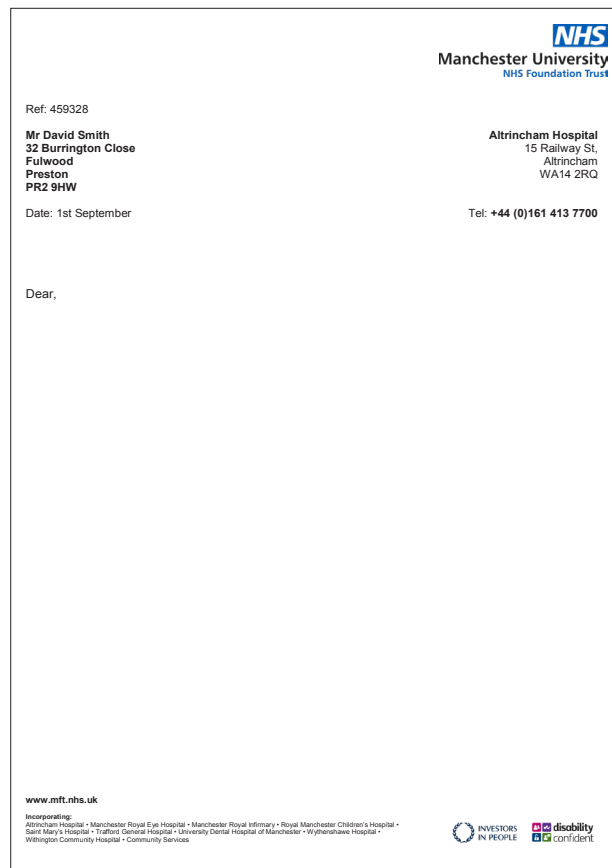 NHS
Manchester University
NHS Foundation Trust
Ref: 459328
Mr David Smith
32 Burrington Close
Fulwood
Preston
PR2 9HW
Altrincham Hospital
15 Railway St,
Altrincham
WA14 2RQ
Date: 1st September
Tel: +44 (0)161 413 7700
Dear,
www.mft.nhs.uk
Incorporating:
Altrincham Hospital • Manchester Royal Eye Hospital • Manchester Royal Infirmary • Royal Manchester Children's Hospital •
Saint Mary's Hospital • Trafford General Hospital • University Dental Hospital of Manchester • Wythenshawe Hospital •
Withington Community Hospital • Community Services
INVESTORS
IN PEOPLE
disability
confident